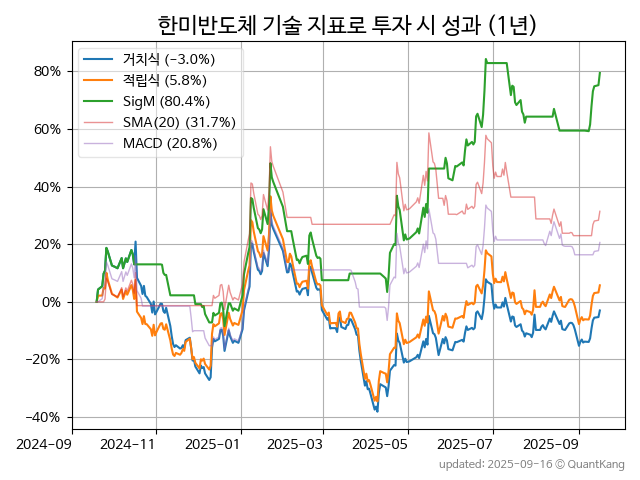 한미반도체 기술 지표로 투자 시 성과 (1년)
거치식 (−3.0%)
적립식 (5.8%)
SigM (80.4%)
SMA(20) (31.7%)
MACD (20.8%)
80%
60%
40%
20%
0%
−20%
−40%
2024-09 2024-11 2025-01 2025-03 2025-05 2025-07 2025-09
updated: 2025-09-16 © QuantKang